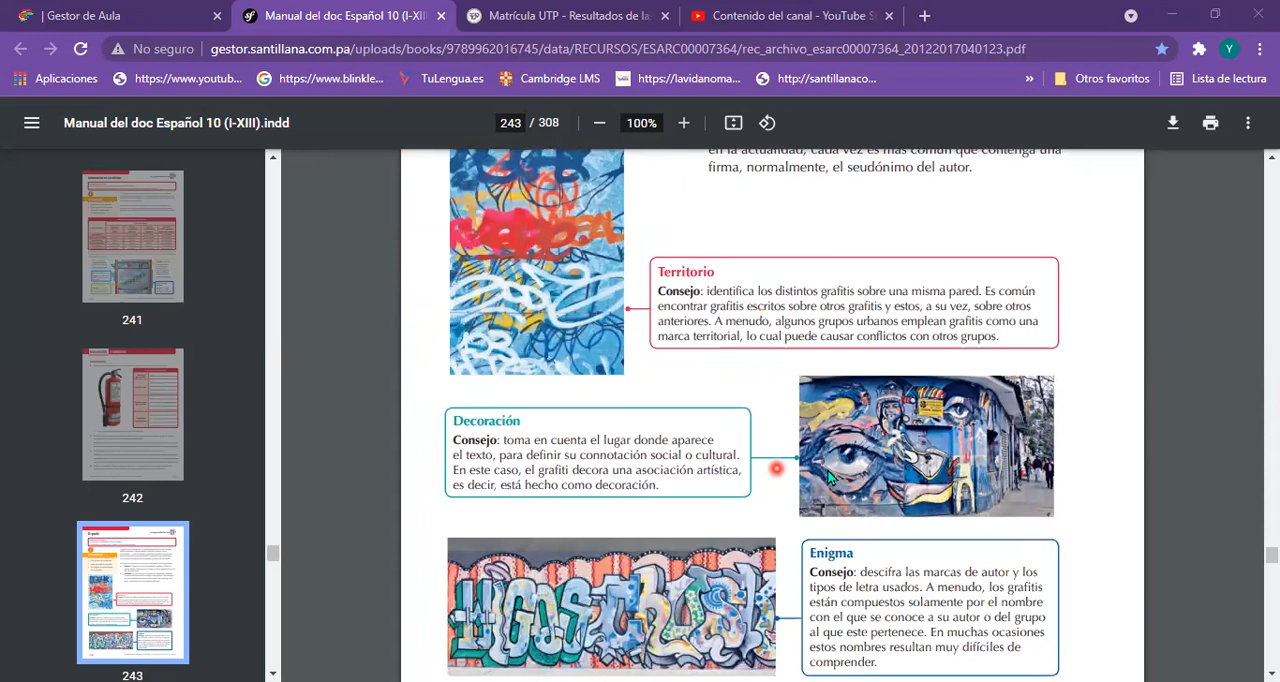 Gestor de Aula
Manual del doc Español 10 (I-XIII
Matrícula UTP - Resultados de la
Contenido del canal - YouTube S
No seguro
gestor.santillana.com.pa/uploads/books/9789962016745/data/RECURSOS/ESARC00007364/rec_archivo_esarc00007364_20122017040123.pdf
Y
Aplicaciones
https://www.youtub...
https://www.blinkle...
TuLengua.es
Cambridge LMS
https://lavidanoma...
http://santillanaco...
»
Otros favoritos
Lista de lectura
Manual del doc Español 10 (I-XIII).indd
243 / 308
100%
241
242
243
en la actualidad, cada vez es más común que contenga una
firma, normalmente, el seudónimo del autor.
Territorio
Consejo: identifica los distintos grafitis sobre una misma pared. Es común
encontrar grafitis escritos sobre otros grafitis y estos, a su vez, sobre otros
anteriores. A menudo, algunos grupos urbanos emplean grafitis como una
marca territorial, lo cual puede causar conflictos con otros grupos.
Decoración
Consejo: toma en cuenta el lugar donde aparece
el texto, para definir su connotación social o cultural.
En este caso, el grafiti decora una asociación artística,
es decir, está hecho como decoración.
Enigma
Consejo: descifra las marcas de autor y los
tipos de letra usados. A menudo, los grafitis
están compuestos solamente por el nombre
con el que se conoce a su autor o del grupo
al que este pertenece. En muchas ocasiones
estos nombres resultan muy difíciles de
comprender.